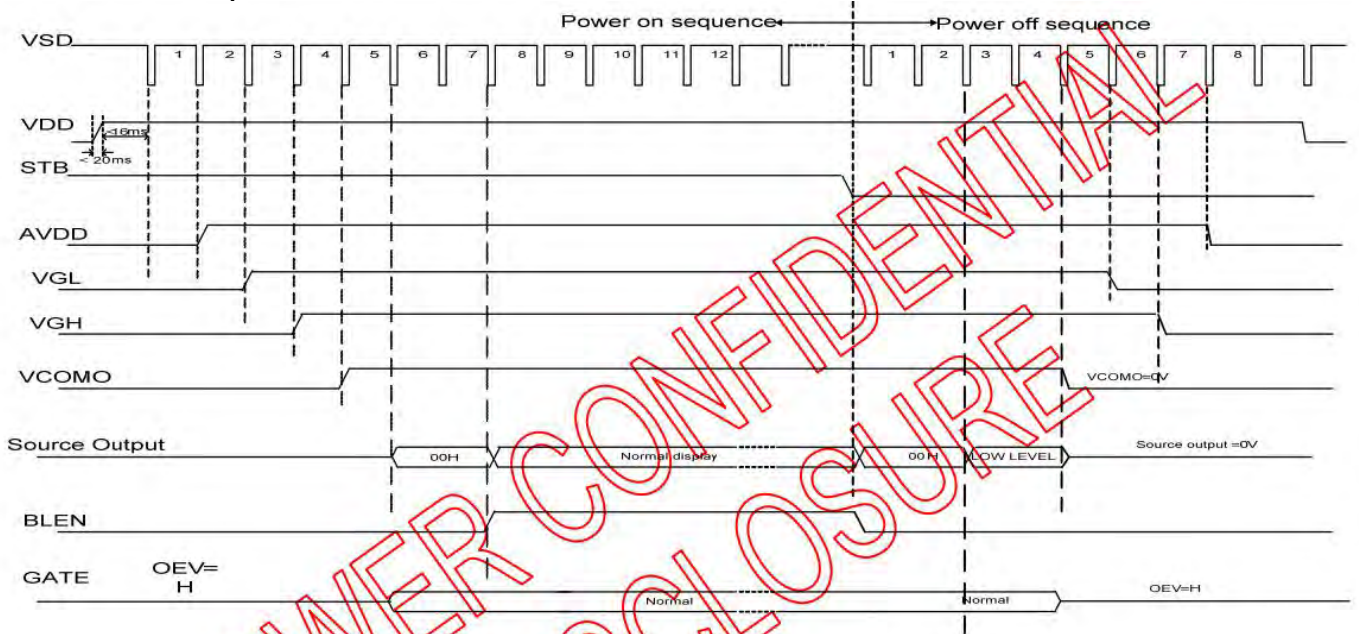 Power on sequence Power off sequence
VSD
1 2 3 4 5 6 7 8 9 10 11 12 1 2 3 4 5 6 7 8
VDD
<16ms
< 20ms
STB
AVDD
VGL
VGH
VCOMO
VCOMO=0V
Source Output
00H Normal display 00H LOW LEVEL
Source output =0V
BLEN
GATE
OEV=
H
Normal Normal
OEV=H
CONFIDENTIAL